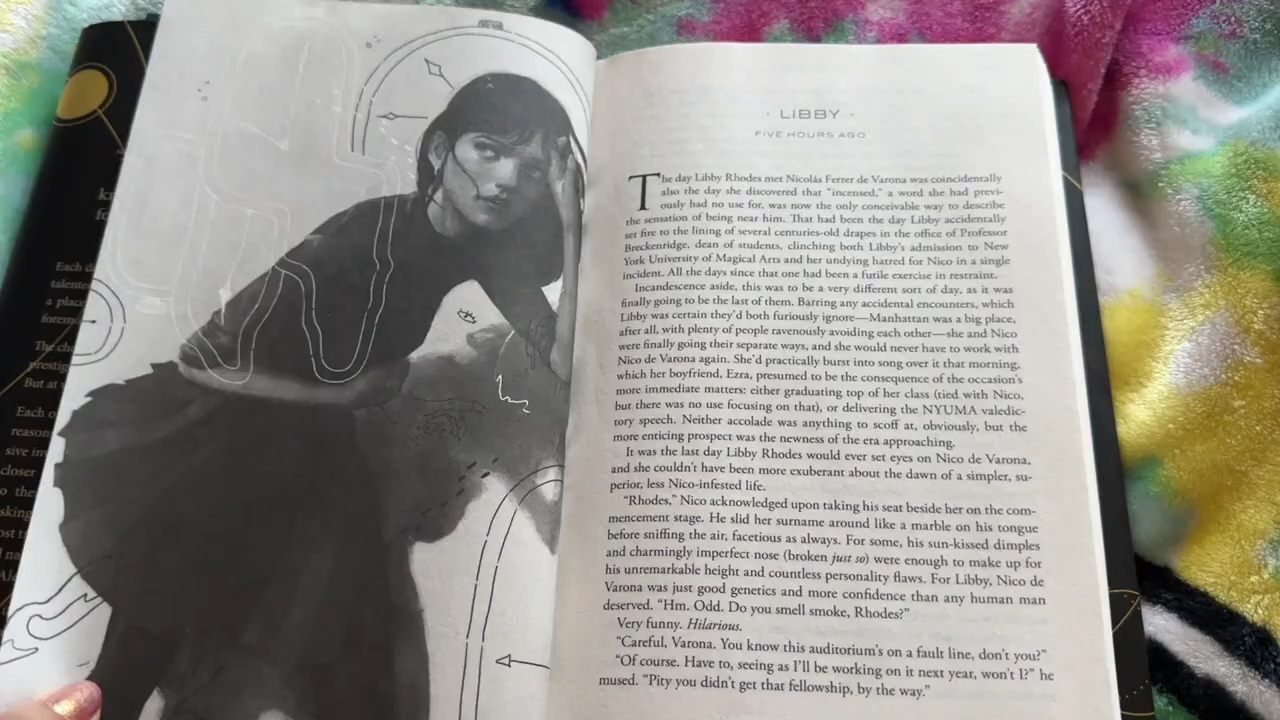 Each
talente
a place
forem
The ch
prestig
But at
Each o
reason
sive in
closer
· LIBBY ·
FIVE HOURS AGO
The day Libby Rhodes met Nicolás Ferrer de Varona was coincidentally
also the day she discovered that “incensed,” a word she had previ-
ously had no use for, was now the only conceivable way to describe
the sensation of being near him. That had been the day Libby accidentally
set fire to the lining of several centuries-old drapes in the office of Professor
Breckenridge, dean of students, clinching both Libby’s admission to New
York University of Magical Arts and her undying hatred for Nico in a single
incident. All the days since that one had been a futile exercise in restraint.
Incandescence aside, this was to be a very different sort of day, as it was
finally going to be the last of them. Barring any accidental encounters, which
Libby was certain they’d both furiously ignore—Manhattan was a big place,
after all, with plenty of people ravenously avoiding each other—she and Nico
were finally going their separate ways, and she would never have to work with
Nico de Varona again. She’d practically burst into song over it that morning,
which her boyfriend, Ezra, presumed to be the consequence of the occasion’s
more immediate matters: either graduating top of her class (tied with Nico,
but there was no use focusing on that), or delivering the NYUMA valedic-
tory speech. Neither accolade was anything to scoff at, obviously, but the
more enticing prospect was the newness of the era approaching.
It was the last day Libby Rhodes would ever set eyes on Nico de Varona,
and she couldn’t have been more exuberant about the dawn of a simpler, su-
perior, less Nico-infested life.
“Rhodes,” Nico acknowledged upon taking his seat beside her on the com-
mencement stage. He slid her surname around like a marble on his tongue
before sniffing the air, facetious as always. For some, his sun-kissed dimples
and charmingly imperfect nose (broken just so) were enough to make up for
his unremarkable height and countless personality flaws. For Libby, Nico de
Varona was just good genetics and more confidence than any human man
deserved. “Hm. Odd. Do you smell smoke, Rhodes?”
Very funny. Hilarious.
“Careful, Varona. You know this auditorium’s on a fault line, don’t you?”
“Of course. Have to, seeing as I’ll be working on it next year, won’t I?” he
mused. “Pity you didn’t get that fellowship, by the way.”